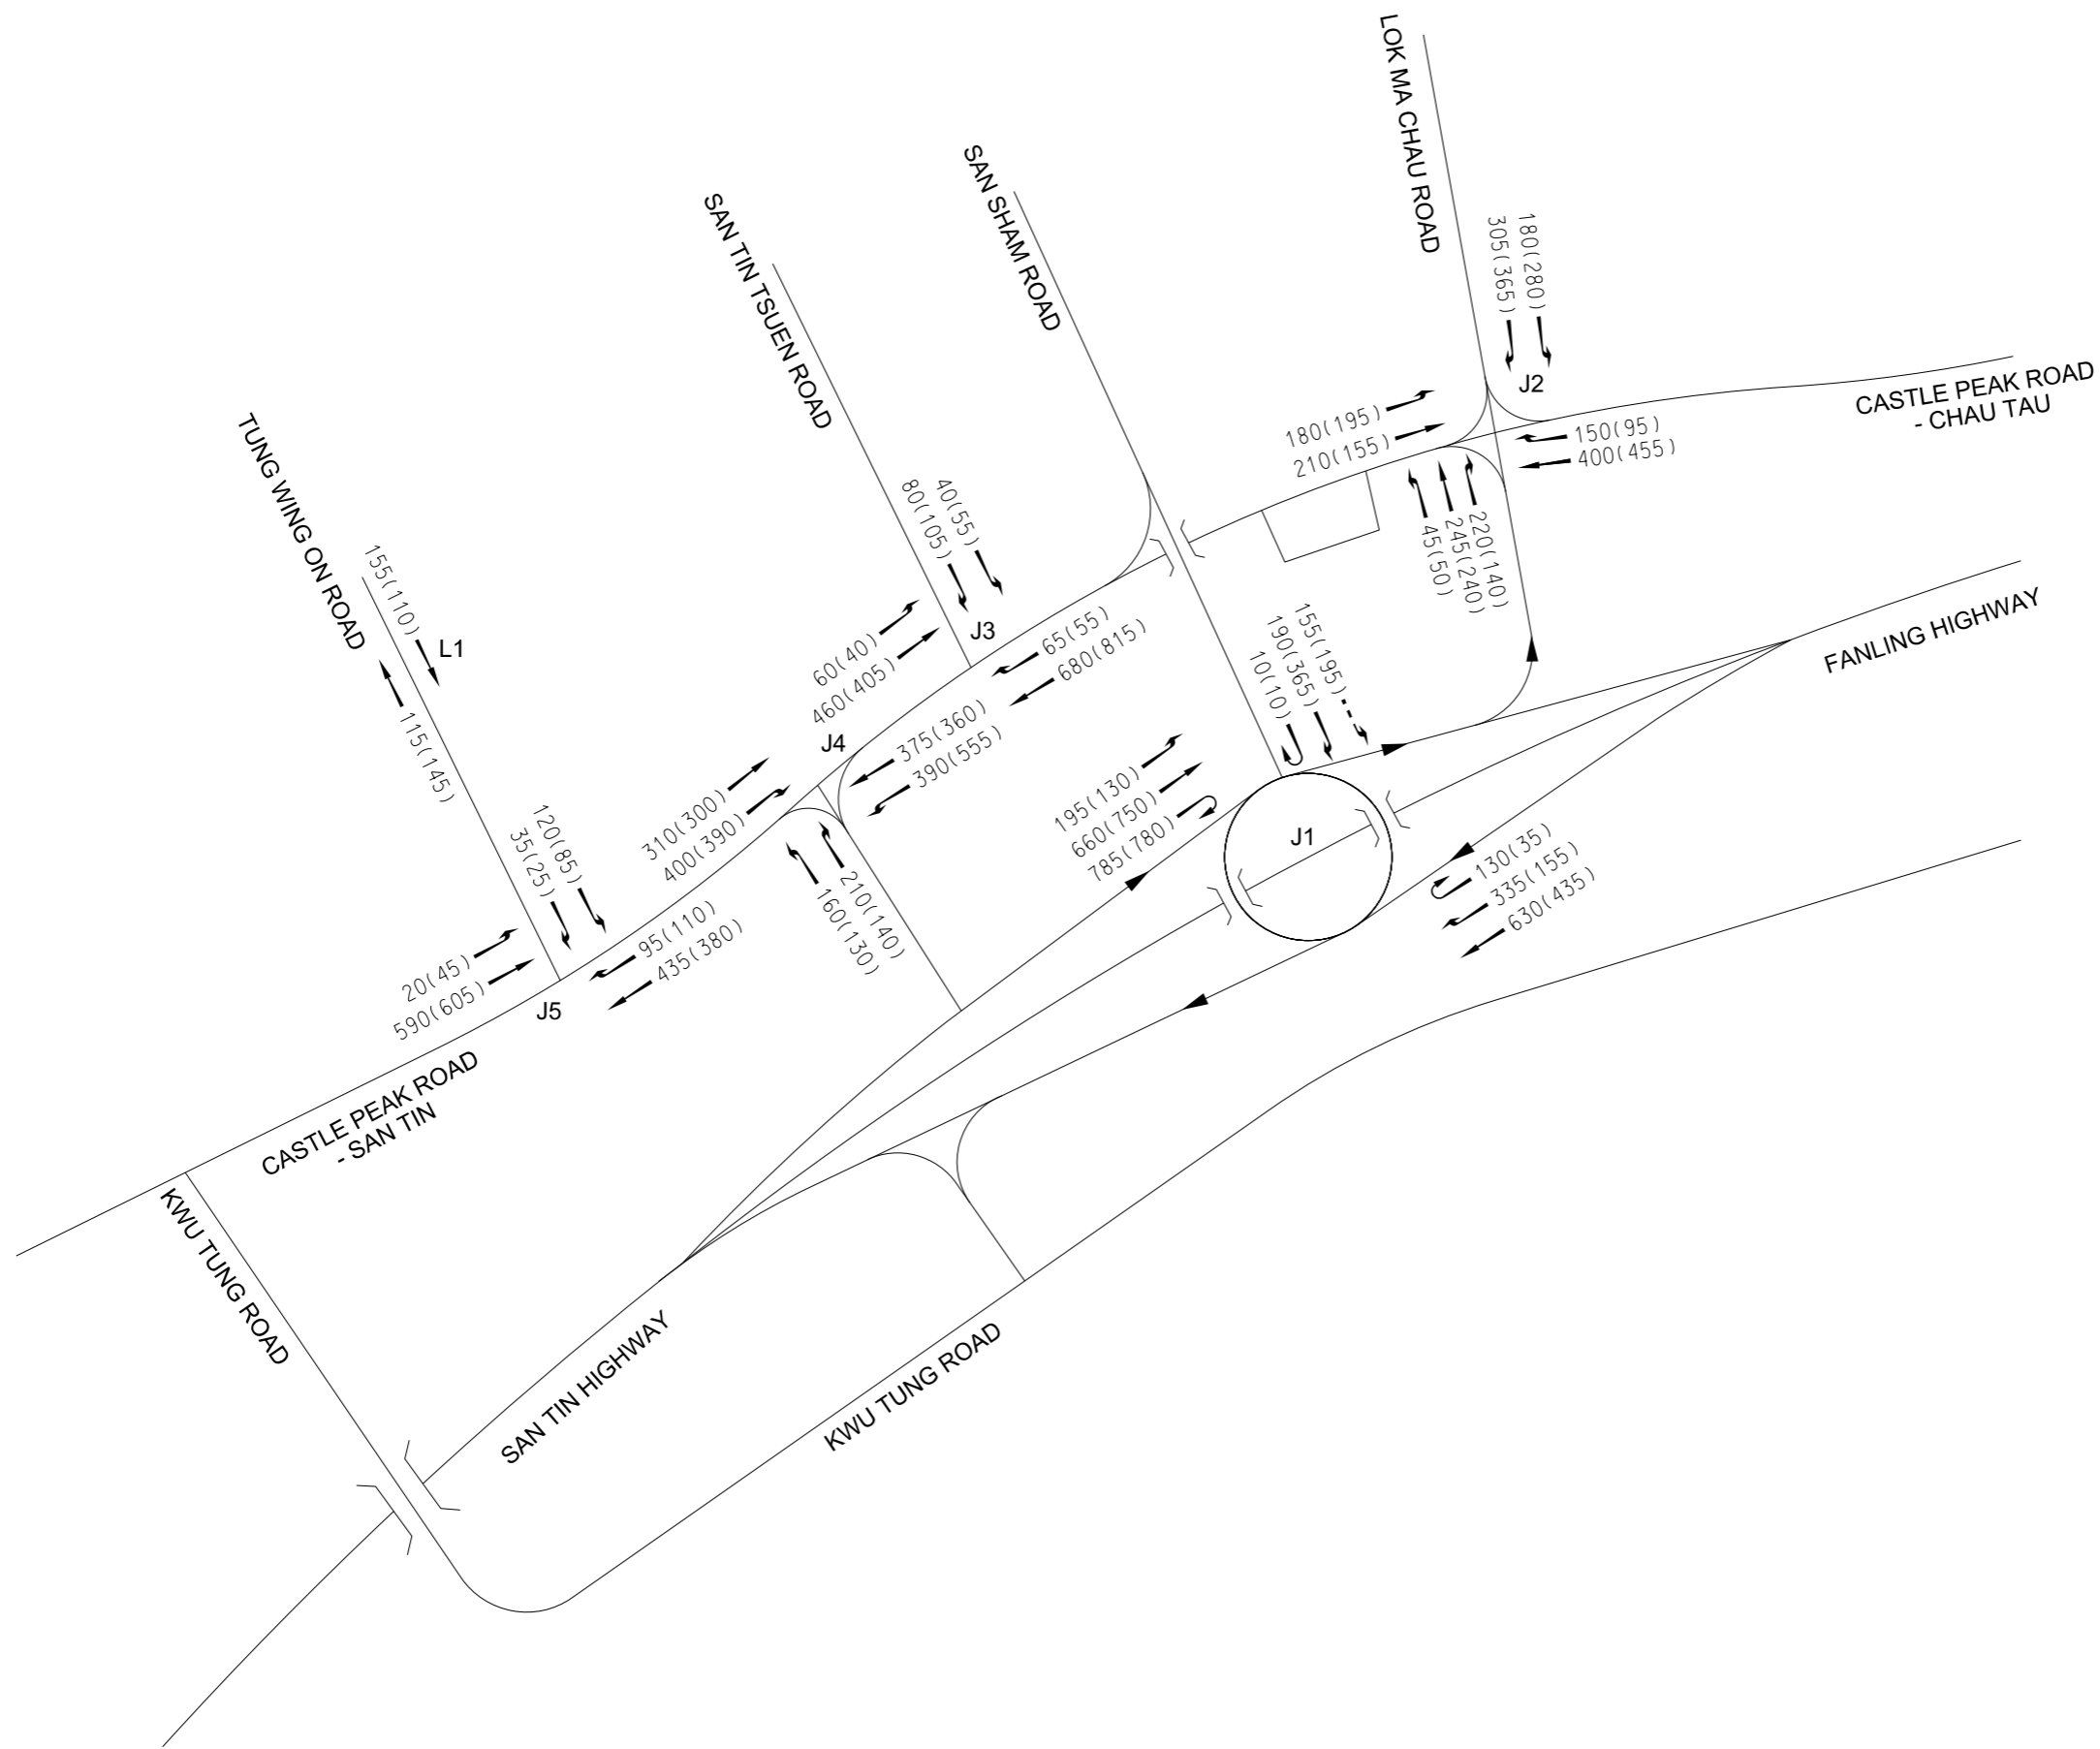 LOK MA CHAU ROAD
SAN SHAM ROAD
SAN TIN TSUEN ROAD
TUNG WING ON ROAD
180(280)
305(365)
J2
CASTLE PEAK ROAD
- CHAU TAU
180(195)
210(155)
150(95)
400(455)
220(140)
245(240)
45(50)
40(55)
80(105)
J3
60(40)
460(405)
65(55)
680(815)
155(110)
L1
115(145)
FANLING HIGHWAY
155(195)
190(365)
10(10)
J4
375(360)
390(555)
310(300)
400(390)
210(140)
160(130)
195(130)
660(750)
785(780)
J1
130(35)
335(155)
630(435)
120(85)
35(25)
20(45)
590(605)
95(110)
435(380)
J5
CASTLE PEAK ROAD
- SAN TIN
KWU TUNG ROAD
SAN TIN HIGHWAY
KWU TUNG ROAD